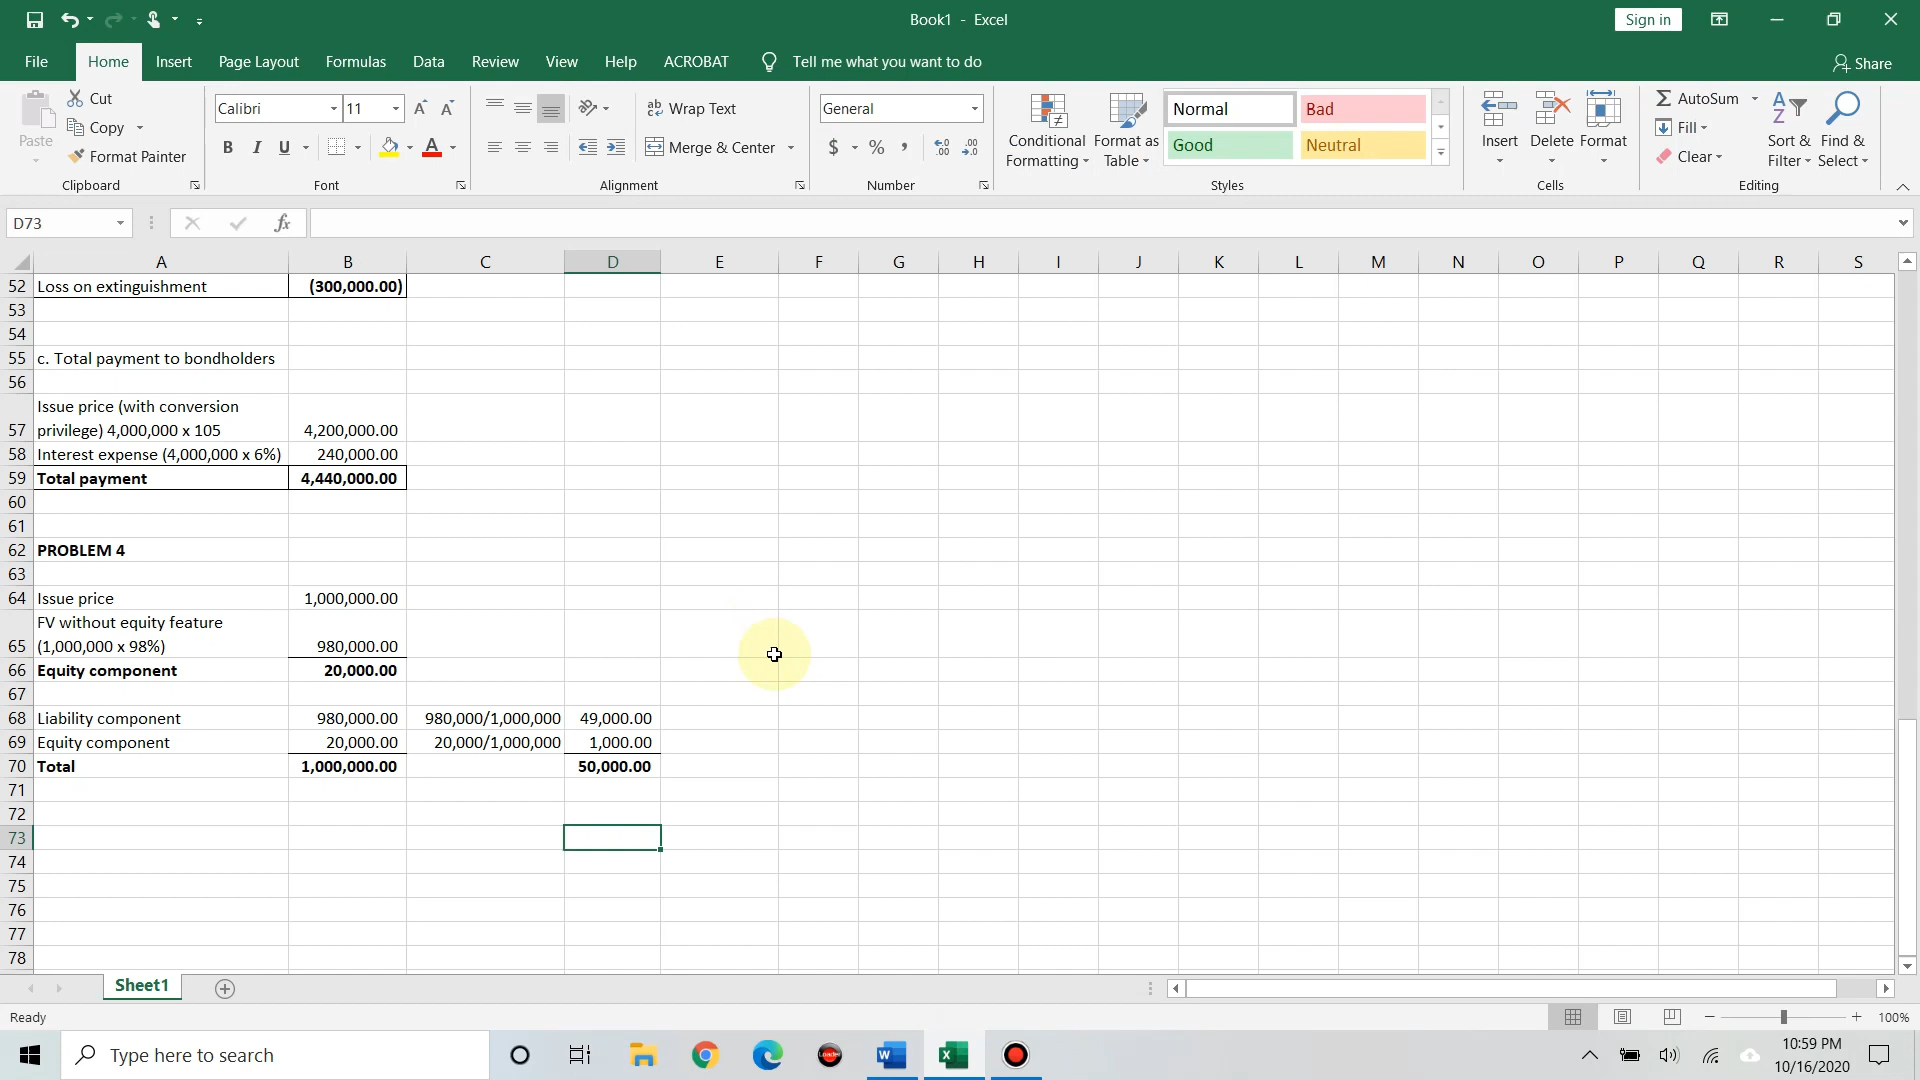 Book1 - Excel
Sign in
File Home Insert Page Layout Formulas Data Review View Help ACROBAT Tell me what you want to do Share
Paste
Cut
Copy
Format Painter
Clipboard
Calibri 11
B I U
Font
Wrap Text
Merge & Center
Alignment
General
$ % ,
Number
Conditional Formatting
Format as Table
Normal Bad
Good Neutral
Styles
Insert Delete Format
Cells
AutoSum
Fill
Clear
Sort & Filter
Find & Select
Editing
D73 fx
A B C D E F G H I J K L M N O P Q R S
52 Loss on extinguishment (300,000.00)
53
54
55 c. Total payment to bondholders
56
Issue price (with conversion
57 privilege) 4,000,000 x 105 4,200,000.00
58 Interest expense (4,000,000 x 6%) 240,000.00
59 Total payment 4,440,000.00
60
61
62 PROBLEM 4
63
64 Issue price 1,000,000.00
FV without equity feature
65 (1,000,000 x 98%) 980,000.00
66 Equity component 20,000.00
67
68 Liability component 980,000.00 980,000/1,000,000 49,000.00
69 Equity component 20,000.00 20,000/1,000,000 1,000.00
70 Total 1,000,000.00 50,000.00
71
72
73
74
75
76
77
78
Sheet1
Ready 100%
Type here to search
Loader
10:59 PM
10/16/2020